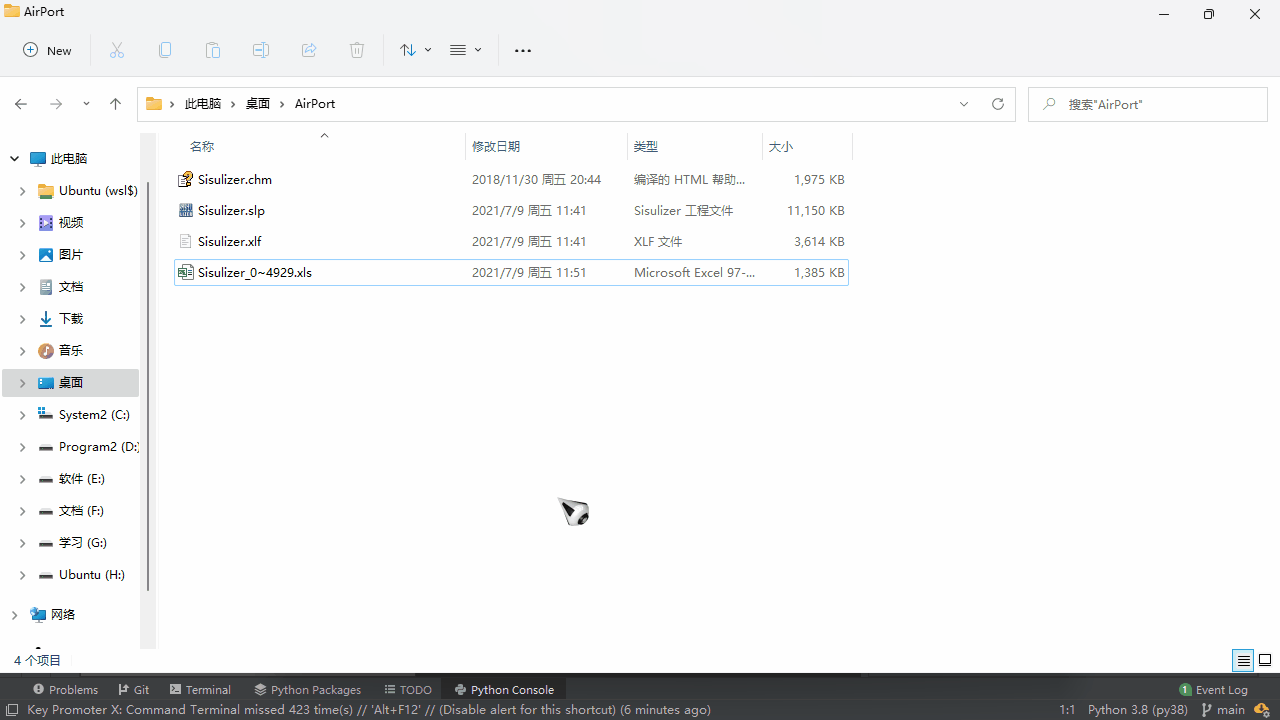 AirPort
New
此电脑 桌面 AirPort
搜索"AirPort"
名称 修改日期 类型 大小
Sisulizer.chm 2018/11/30 周五 20:44 编译的 HTML 帮助... 1,975 KB
Sisulizer.slp 2021/7/9 周五 11:41 Sisulizer 工程文件 11,150 KB
Sisulizer.xlf 2021/7/9 周五 11:41 XLF 文件 3,614 KB
Sisulizer_0~4929.xls 2021/7/9 周五 11:51 Microsoft Excel 97-... 1,385 KB
此电脑
Ubuntu (wsl$)
视频
图片
文档
下载
音乐
桌面
System2 (C:)
Program2 (D:)
软件 (E:)
文档 (F:)
学习 (G:)
Ubuntu (H:)
网络
4 个项目
Problems Git Terminal Python Packages TODO Python Console 1 Event Log
Key Promoter X: Command Terminal missed 423 time(s) // 'Alt+F12' // (Disable alert for this shortcut) (6 minutes ago) 1:1 Python 3.8 (py38) main